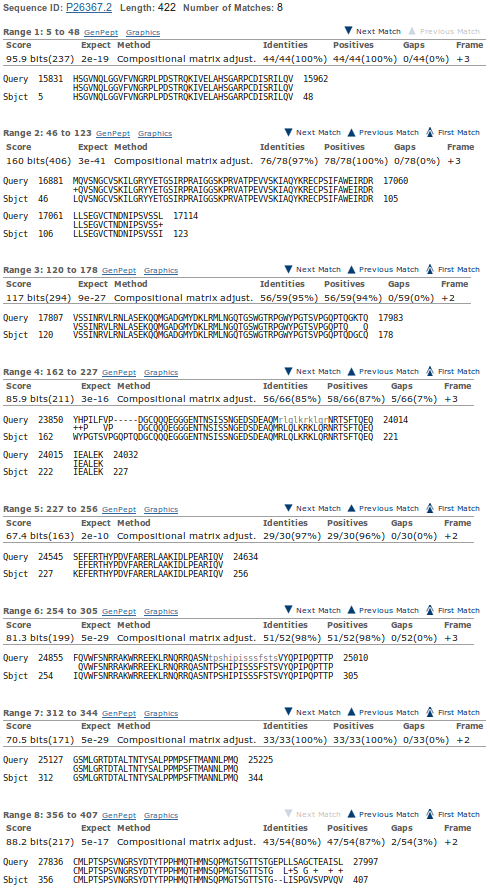 Sequence ID: P26367.2 Length: 422 Number of Matches: 8
Range 1: 5 to 48 GenPept Graphics Next Match Previous Match
Score Expect Method Identities Positives Gaps Frame
95.9 bits(237) 2e-19 Compositional matrix adjust. 44/44(100%) 44/44(100%) 0/44(0%) +3
Query 15831 HSGVNQLGGVFVNGRPLPDSTRQKIVELAHSGARPCDISRILQV 15962
HSGVNQLGGVFVNGRPLPDSTRQKIVELAHSGARPCDISRILQV
Sbjct 5 HSGVNQLGGVFVNGRPLPDSTRQKIVELAHSGARPCDISRILQV 48
Range 2: 46 to 123 GenPept Graphics Next Match Previous Match First Match
Score Expect Method Identities Positives Gaps Frame
160 bits(406) 3e-41 Compositional matrix adjust. 76/78(97%) 78/78(100%) 0/78(0%) +3
Query 16881 MQVSNGCVSKILGRYYETGSIRPRAIGGSKPRVATPEVVSKIAQYKRECPSIFAWEIRDR 17060
+QVSNGCVSKILGRYYETGSIRPRAIGGSKPRVATPEVVSKIAQYKRECPSIFAWEIRDR
Sbjct 46 LQVSNGCVSKILGRYYETGSIRPRAIGGSKPRVATPEVVSKIAQYKRECPSIFAWEIRDR 105
Query 17061 LLSEGVCTNDNIPSVSSL 17114
LLSEGVCTNDNIPSVSS+
Sbjct 106 LLSEGVCTNDNIPSVSSI 123
Range 3: 120 to 178 GenPept Graphics Next Match Previous Match First Match
Score Expect Method Identities Positives Gaps Frame
117 bits(294) 9e-27 Compositional matrix adjust. 56/59(95%) 56/59(94%) 0/59(0%) +2
Query 17807 VSSINRVLRNLASEKQQMGADGMYDKLRMLNGQTGSWGTRPGWYPGTSVPGQPTQGKTQ 17983
VSSINRVLRNLASEKQQMGADGMYDKLRMLNGQTGSWGTRPGWYPGTSVPGQPTQ Q
Sbjct 120 VSSINRVLRNLASEKQQMGADGMYDKLRMLNGQTGSWGTRPGWYPGTSVPGQPTQDGCQ 178
Range 4: 162 to 227 GenPept Graphics Next Match Previous Match First Match
Score Expect Method Identities Positives Gaps Frame
85.9 bits(211) 3e-16 Compositional matrix adjust. 56/66(85%) 58/66(87%) 5/66(7%) +3
Query 23850 YHPILFVP-----DGCQQQEGGGENTNSISSNGEDSDEAQMrlqlkrklqrNRTSFTQEQ 24014
++P VP DGCQQQEGGGENTNSISSNGEDSDEAQMRLQLKRKLQRNRTSFTQEQ
Sbjct 162 WYPGTSVPGQPTQDGCQQQEGGGENTNSISSNGEDSDEAQMRLQLKRKLQRNRTSFTQEQ 221
Query 24015 IEALEK 24032
IEALEK
Sbjct 222 IEALEK 227
Range 5: 227 to 256 GenPept Graphics Next Match Previous Match First Match
Score Expect Method Identities Positives Gaps Frame
67.4 bits(163) 2e-10 Compositional matrix adjust. 29/30(97%) 29/30(96%) 0/30(0%) +2
Query 24545 SEFERTHYPDVFARERLAAKIDLPEARIQV 24634
EFERTHYPDVFARERLAAKIDLPEARIQV
Sbjct 227 KEFERTHYPDVFARERLAAKIDLPEARIQV 256
Range 6: 254 to 305 GenPept Graphics Next Match Previous Match First Match
Score Expect Method Identities Positives Gaps Frame
81.3 bits(199) 5e-29 Compositional matrix adjust. 51/52(98%) 51/52(98%) 0/52(0%) +3
Query 24855 FQVWFSNRRAKWRREEKLRNQRRQASNtpshipisssfstsVYQPIPQPTTP 25010
QVWFSNRRAKWRREEKLRNQRRQASNTPSHIPISSSFSTSVYQPIPQPTTP
Sbjct 254 IQVWFSNRRAKWRREEKLRNQRRQASNTPSHIPISSSFSTSVYQPIPQPTTP 305
Range 7: 312 to 344 GenPept Graphics Next Match Previous Match First Match
Score Expect Method Identities Positives Gaps Frame
70.5 bits(171) 5e-29 Compositional matrix adjust. 33/33(100%) 33/33(100%) 0/33(0%) +2
Query 25127 GSMLGRTDTALTNTYSALPPMPSFTMANNLPMQ 25225
GSMLGRTDTALTNTYSALPPMPSFTMANNLPMQ
Sbjct 312 GSMLGRTDTALTNTYSALPPMPSFTMANNLPMQ 344
Range 8: 356 to 407 GenPept Graphics Next Match Previous Match First Match
Score Expect Method Identities Positives Gaps Frame
88.2 bits(217) 5e-17 Compositional matrix adjust. 43/54(80%) 47/54(87%) 2/54(3%) +2
Query 27836 CMLPTSPSVNGRSYDTYTPPHMQTHMNSQPMGTSGTTSTGEPLLSAGCTEAISL 27997
CMLPTSPSVNGRSYDTYTPPHMQTHMNSQPMGTSGTTSTG L+S G + + +
Sbjct 356 CMLPTSPSVNGRSYDTYTPPHMQTHMNSQPMGTSGTTSTG--LISPGVSVPVQV 407